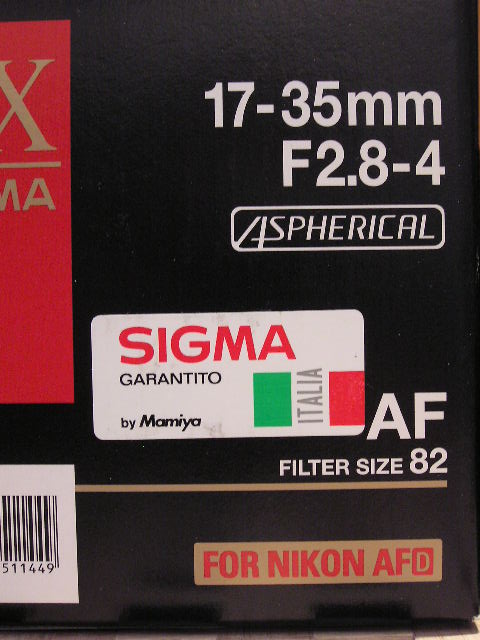 X
MA
17-35mm
F2.8-4
ASPHERICAL
SIGMA
GARANTITO
ITALIA
by Mamiya
AF
FILTER SIZE 82
511449
FOR NIKON AFD